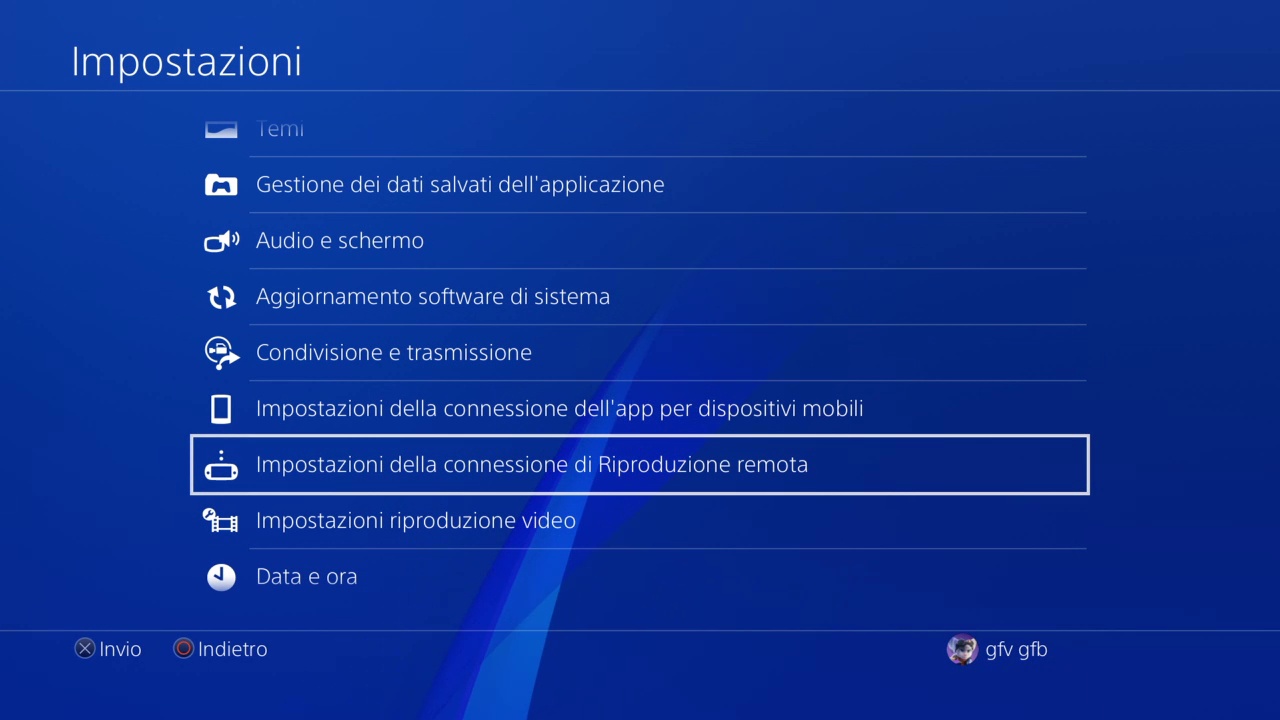 Impostazioni
Temi
Gestione dei dati salvati dell'applicazione
Audio e schermo
Aggiornamento software di sistema
Condivisione e trasmissione
Impostazioni della connessione dell'app per dispositivi mobili
Impostazioni della connessione di Riproduzione remota
Impostazioni riproduzione video
Data e ora
Invio Indietro gfv gfb